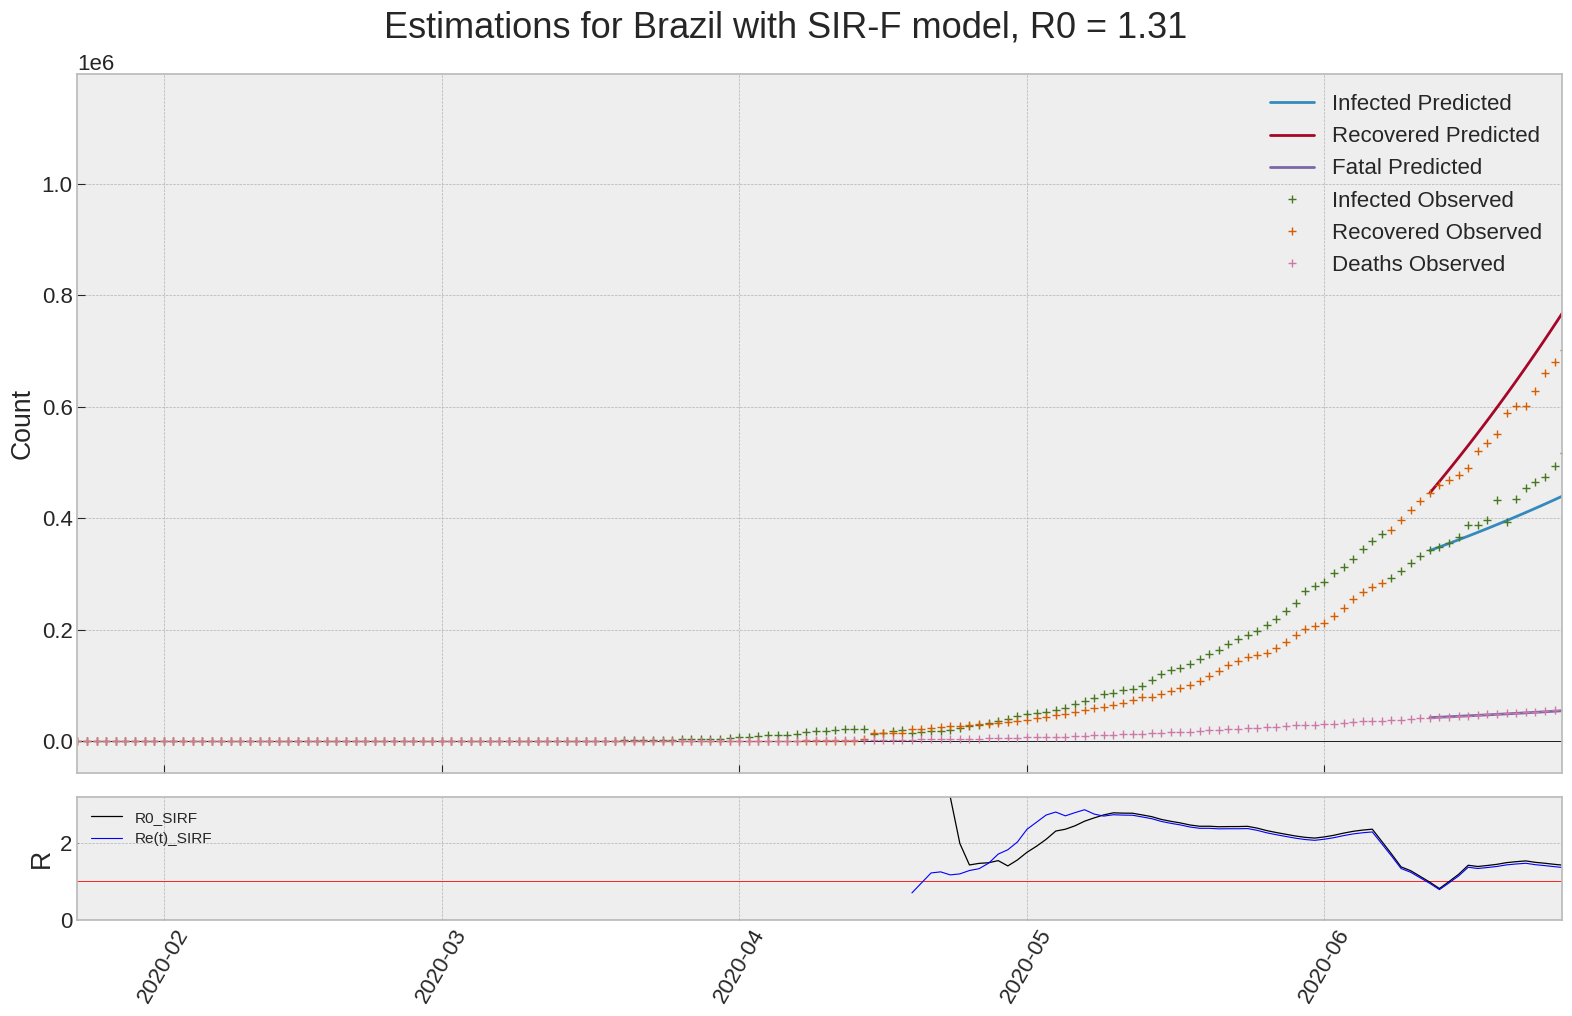 Estimations for Brazil with SIR-F model, R0 = 1.31
1e6
Infected Predicted
Recovered Predicted
Fatal Predicted
Infected Observed
Recovered Observed
Deaths Observed
1.0
0.8
0.6
0.4
0.2
0.0
Count
R0_SIRF
Re(t)_SIRF
2
0
R
2020-02
2020-03
2020-04
2020-05
2020-06